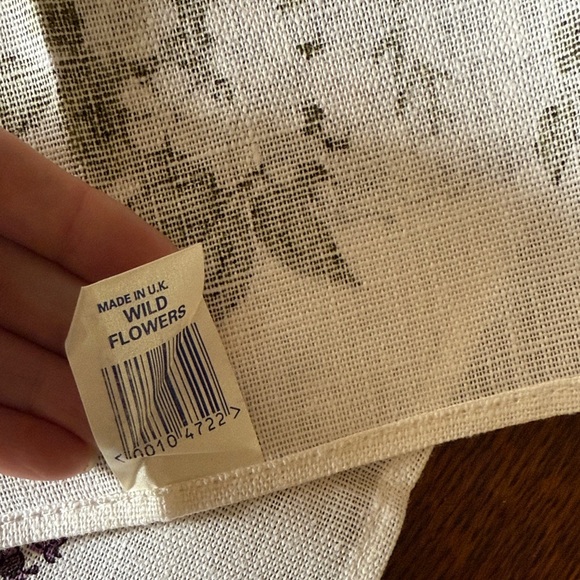 MADE IN U.K.
WILD
FLOWERS
<0010 4722>